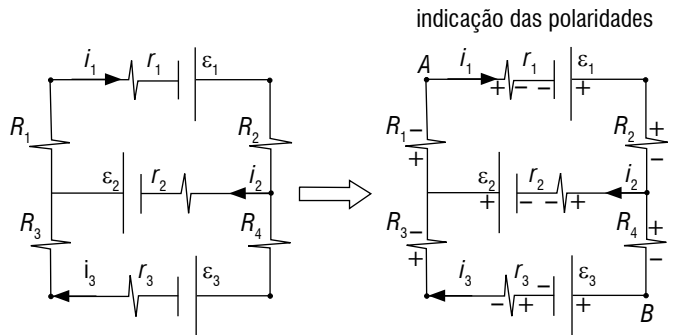 indicação das polaridades
i₁ r₁ ε₁
R₁ R₂
ε₂ r₂ i₂
R₃ R₄
i₃ r₃ ε₃
A i₁ r₁ ε₁
+ − − +
R₁ − + R₂ + −
ε₂ r₂ i₂
+ − − +
R₃ − + R₄ + −
i₃ r₃ ε₃
− + − +
B